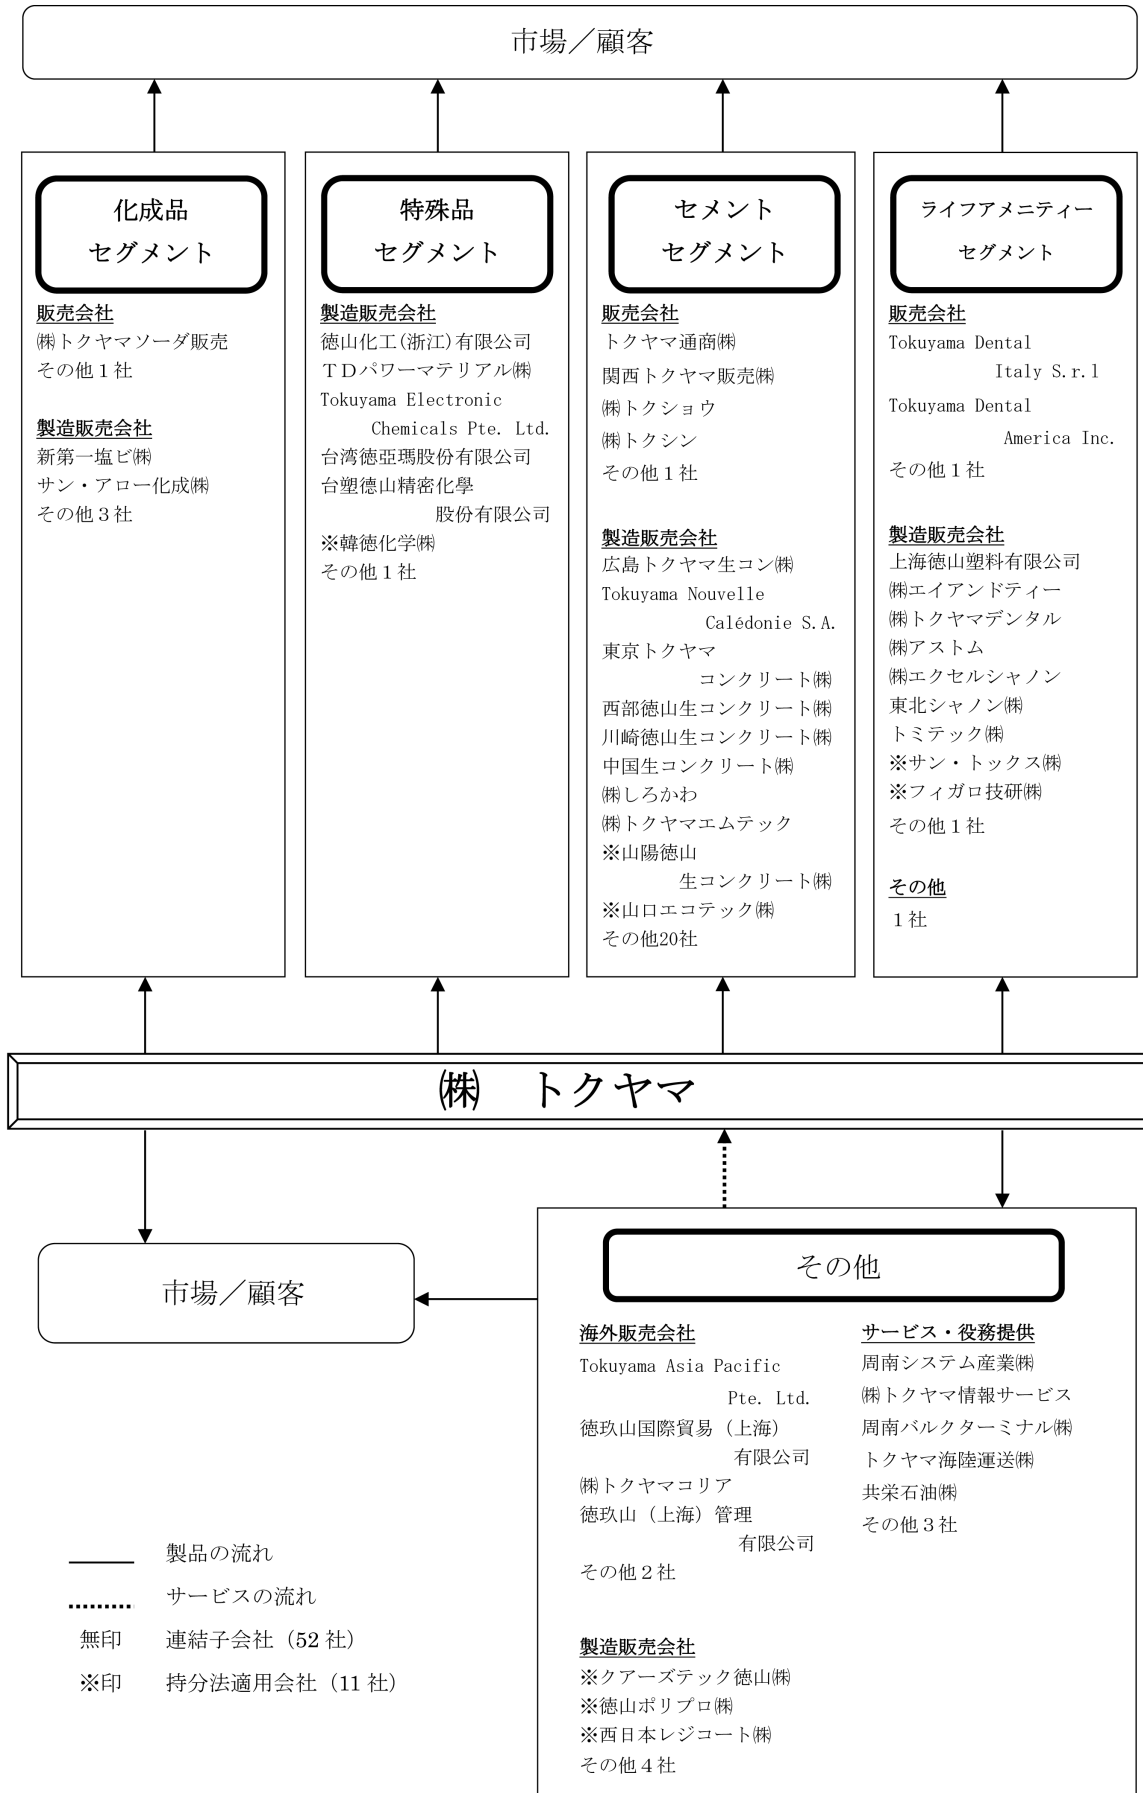 市場／顧客
化成品
セグメント
販売会社
㈱トクヤマソーダ販売
その他１社
製造販売会社
新第一塩ビ㈱
サン・アロー化成㈱
その他３社
特殊品
セグメント
製造販売会社
徳山化工(浙江)有限公司
ＴＤパワーマテリアル㈱
Tokuyama Electronic
Chemicals Pte. Ltd.
台湾徳亞瑪股份有限公司
台塑徳山精密化學
股份有限公司
※韓徳化学㈱
その他１社
セメント
セグメント
販売会社
トクヤマ通商㈱
関西トクヤマ販売㈱
㈱トクショウ
㈱トクシン
その他１社
製造販売会社
広島トクヤマ生コン㈱
Tokuyama Nouvelle
Calédonie S.A.
東京トクヤマ
コンクリート㈱
西部徳山生コンクリート㈱
川崎徳山生コンクリート㈱
中国生コンクリート㈱
㈱しろかわ
㈱トクヤマエムテック
※山陽徳山
生コンクリート㈱
※山口エコテック㈱
その他20社
ライフアメニティー
セグメント
販売会社
Tokuyama Dental
Italy S.r.l
Tokuyama Dental
America Inc.
その他１社
製造販売会社
上海徳山塑料有限公司
㈱エイアンドティー
㈱トクヤマデンタル
㈱アストム
㈱エクセルシャノン
東北シャノン㈱
トミテック㈱
※サン・トックス㈱
※フィガロ技研㈱
その他１社
その他
１社
㈱　トクヤマ
市場／顧客
その他
海外販売会社
Tokuyama Asia Pacific
Pte. Ltd.
徳玖山国際貿易（上海）
有限公司
㈱トクヤマコリア
徳玖山（上海）管理
有限公司
その他２社
サービス・役務提供
周南システム産業㈱
㈱トクヤマ情報サービス
周南バルクターミナル㈱
トクヤマ海陸運送㈱
共栄石油㈱
その他３社
製造販売会社
※クアーズテック徳山㈱
※徳山ポリプロ㈱
※西日本レジコート㈱
その他４社
製品の流れ
サービスの流れ
無印　連結子会社（52 社）
※印　持分法適用会社（11 社）